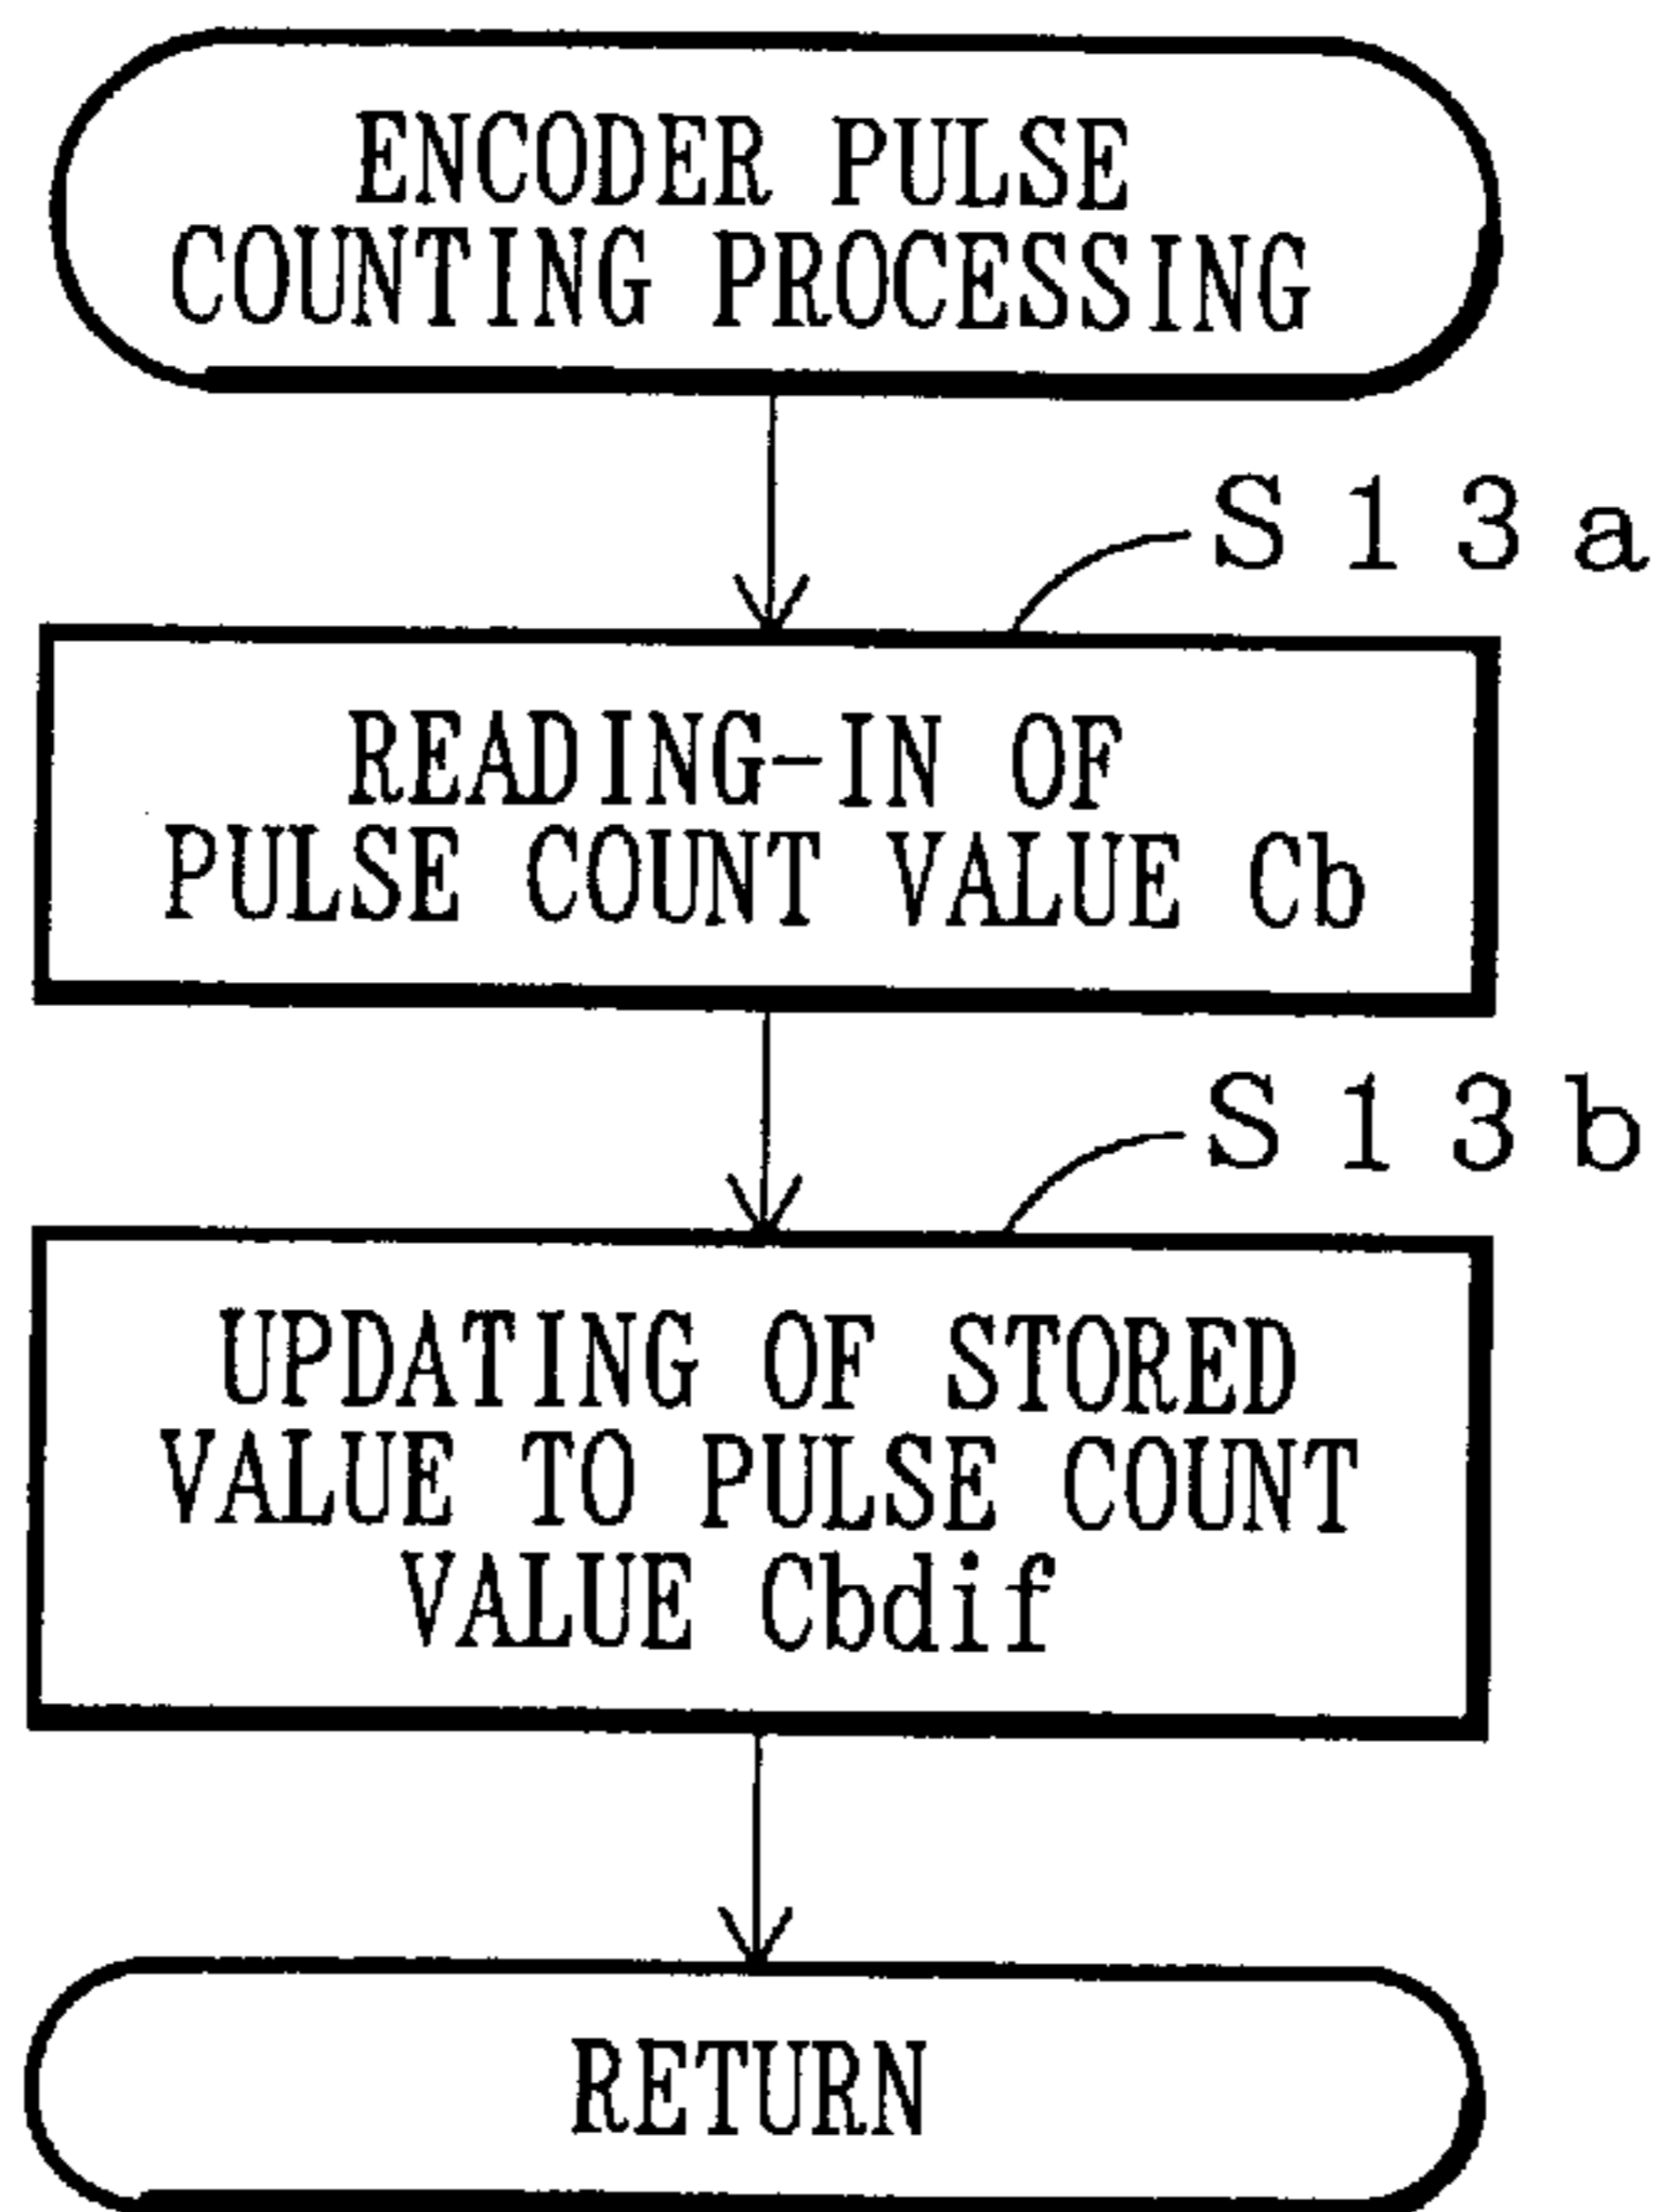 ENCODER PULSE
COUNTING PROCESSING
S13a
READING-IN OF
PULSE COUNT VALUE Cb
S13b
UPDATING OF STORED
VALUE TO PULSE COUNT
VALUE Cbdif
RETURN